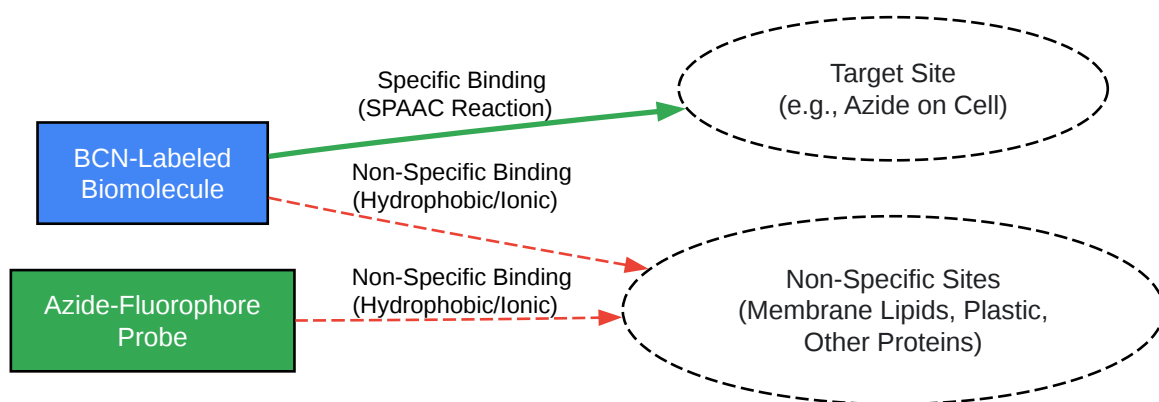 Specific Binding
(SPAAC Reaction)
Target Site
(e.g., Azide on Cell)
BCN-Labeled
Biomolecule
Non-Specific Binding
(Hydrophobic/Ionic)
Azide-Fluorophore
Probe
Non-Specific Binding
(Hydrophobic/Ionic)
Non-Specific Sites
(Membrane Lipids, Plastic,
Other Proteins)